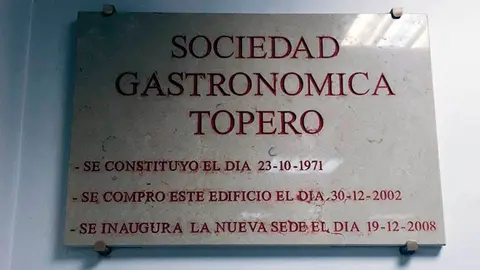 SOCIEDAD
GASTRONOMICA
TOPERO
- SE CONSTITUYO EL DIA 23-10-1971
- SE COMPRO ESTE EDIFICIO EL DIA 30-12-2002
- SE INAUGURA LA NUEVA SEDE EL DIA 19-12-2008